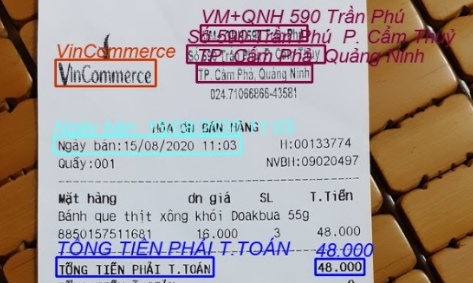 VM+QNH 590 Trần Phú
Số 590 Trần Phú P. Cẩm Thuỷ
TP. Cẩm Phả, Quảng Ninh
VinCommerce
VinCommerce
TP. Cẩm Phả, Quảng Ninh
024.71066866-43581
HÓA ĐƠN BÁN HÀNG
Ngày bán: 15/08/2020 11:03
Ngày bán:15/08/2020 11:03 H:00133774
Quầy:001 NVBH:09020497
Mặt hàng đn giá SL T.Tiền
Bánh que thịt xông khói Doakbua 55g
8850157511681 16.000 3 48.000
TỔNG TIỀN PHẢI T.TOÁN 48.000
TỔNG TIỀN PHẢI T.TOÁN 48.000